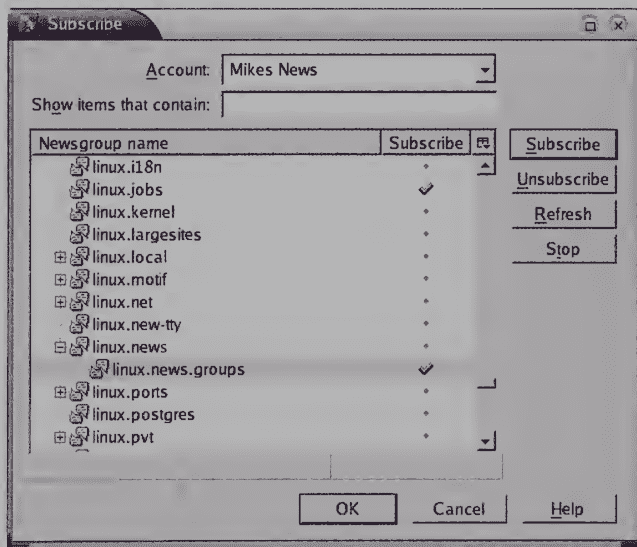 Subscribe
Account: Mikes News
Show items that contain:
Newsgroup name Subscribe
linux.i18n
linux.jobs
linux.kernel
linux.largesites
linux.local
linux.motif
linux.net
linux.new-tty
linux.news
linux.news.groups
linux.ports
linux.postgres
linux.pvt
Subscribe
Unsubscribe
Refresh
Stop
OK Cancel Help